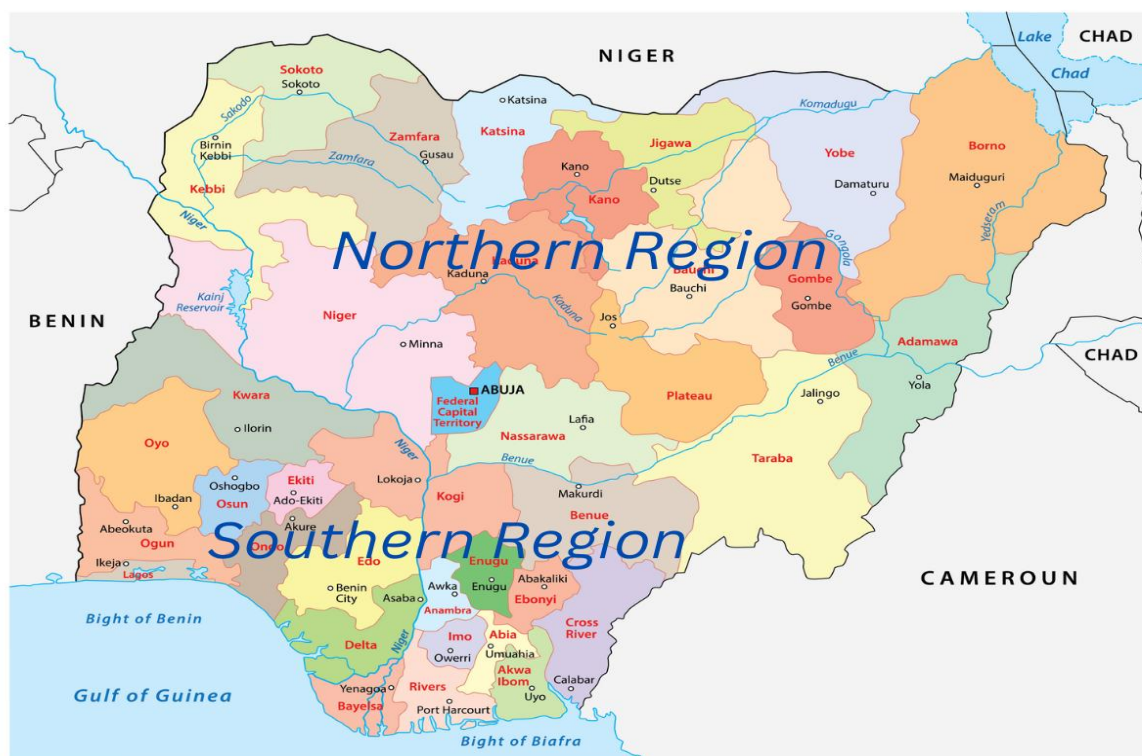 NIGER
Lake
Chad
CHAD
Sokoto
Sokoto
Katsina
Katsina
Komadugu
Sakodo
Zamfara
Gusau
Jigawa
Yobe
Borno
Birnin
Kebbi
Zamfara
Kano
Kano
Dutse
Damaturu
Maiduguri
Kebbi
Niger
Yedseram
Northern Region
Kaduna
Kaduna
Kaduna
Bauchi
Bauchi
Gongola
Gombe
Gombe
Kainj
Reservoir
BENIN
Niger
Minna
Jos
Adamawa
CHAD
Benue
Yola
ABUJA
Federal
Capital
Territory
Plateau
Jalingo
Kwara
Ilorin
Oyo
Niger
Lafia
Nassarawa
Taraba
Benue
Oshogbo
Osun
Ekiti
Ado-Ekiti
Lokoja
Kogi
Makurdi
Benue
Ibadan
Abeokuta
Ogun
Akure
Ondo
Southern Region
Edo
Ikeja
Lagos
Enugu
Enugu
Abakaliki
Ebonyi
CAMEROUN
Benin
City
Asaba
Awka
Anambra
Cross
River
Bight of Benin
Delta
Niger
Imo
Owerri
Abia
Umuahia
Akwa
Ibom
Uyo
Calabar
Gulf of Guinea
Yenagoa
Bayelsa
Rivers
Port Harcourt
Bight of Biafra